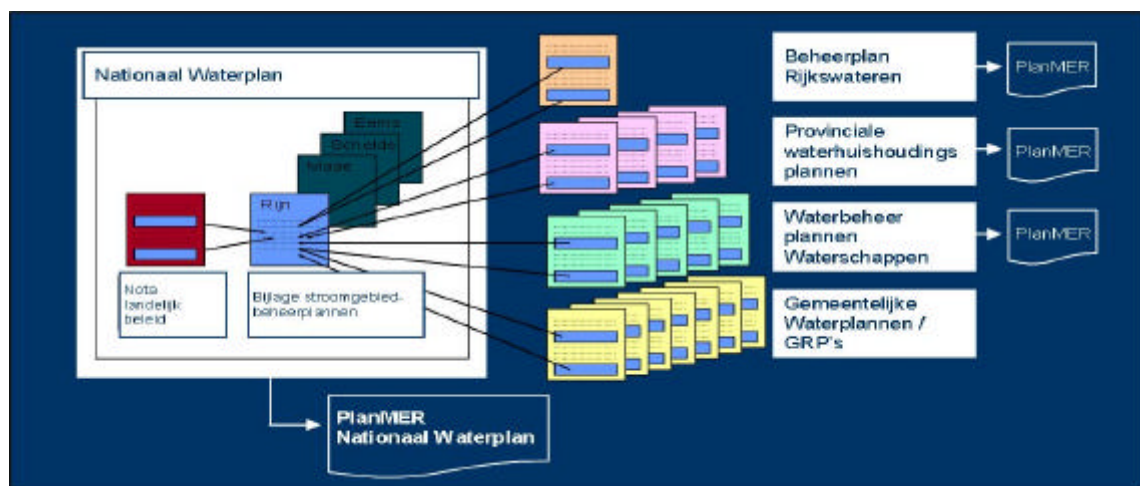 Nationaal Waterplan
Eems
Schelde
Maas
Rijn
Nota
landelijk
beleid
Bijlage stroomgebied-
beheerplannen
Beheerplan
Rijkswateren
PlanMER
Provinciale
waterhuishoudings
plannen
PlanMER
Waterbeheer
plannen
Waterschappen
PlanMER
Gemeentelijke
Waterplannen /
GRP's
PlanMER
Nationaal Waterplan